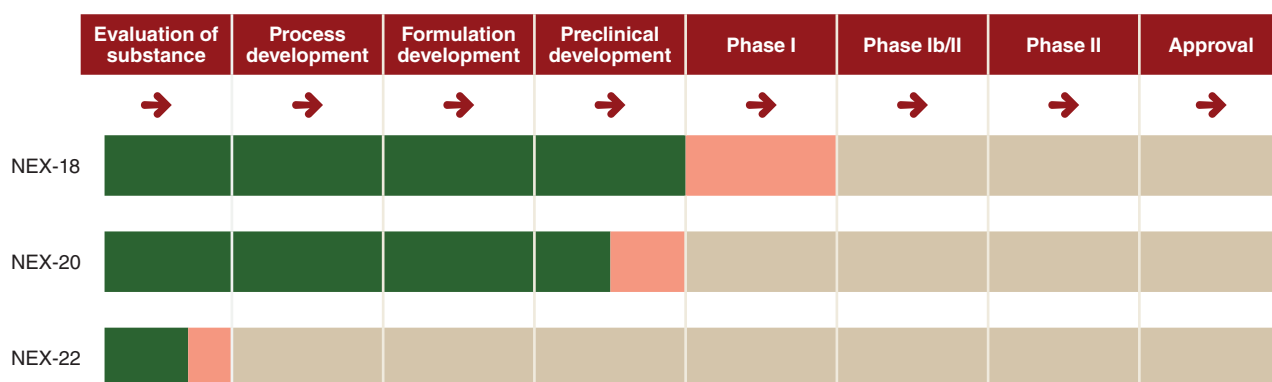 Evaluation of
substance
Process
development
Formulation
development
Preclinical
development
Phase I
Phase Ib/II
Phase II
Approval
NEX-18
NEX-20
NEX-22